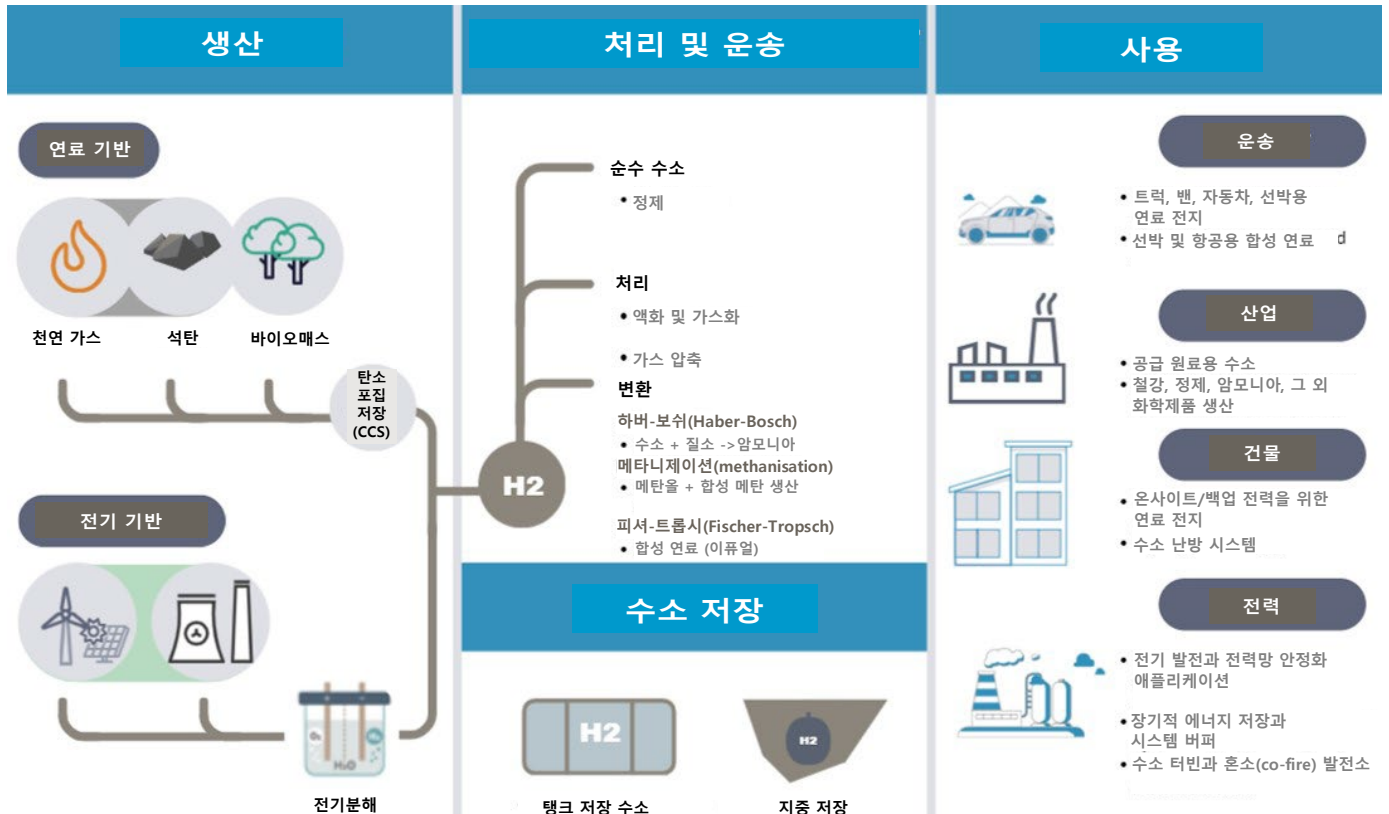 생산
연료 기반
천연 가스
석탄
바이오매스
탄소
포집
저장
(CCS)
전기 기반
H₂O
전기분해
처리 및 운송
H2
순수 수소
• 정제
처리
• 액화 및 가스화
• 가스 압축
변환
하버-보쉬(Haber-Bosch)
• 수소 + 질소 ->암모니아
메타니제이션(methanisation)
• 메탄올 + 합성 메탄 생산
피셔-트롭시(Fischer-Tropsch)
• 합성 연료 (이퓨얼)
수소 저장
H2
탱크 저장 수소
H2
지중 저장
사용
운송
• 트럭, 밴, 자동차, 선박용
연료 전지
• 선박 및 항공용 합성 연료 d
산업
• 공급 원료용 수소
• 철강, 정제, 암모니아, 그 외
화학제품 생산
건물
• 온사이트/백업 전력을 위한
연료 전지
• 수소 난방 시스템
전력
• 전기 발전과 전력망 안정화
애플리케이션
• 장기적 에너지 저장과
시스템 버퍼
• 수소 터빈과 혼소(co-fire) 발전소